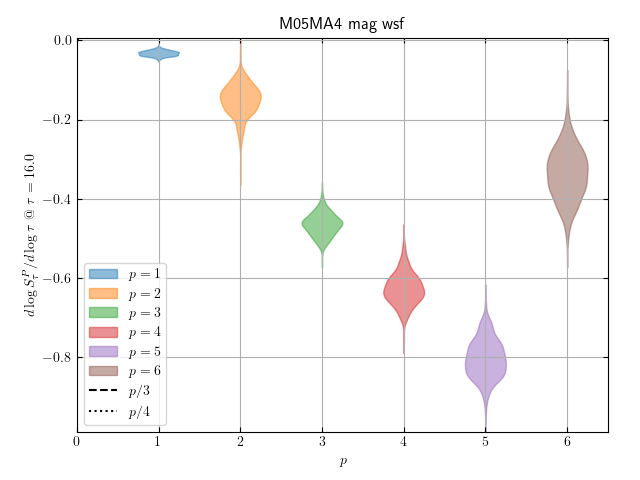 M05MA4 mag wsf
0.0
−0.2
−0.4
−0.6
−0.8
d log S_τ^p / d log τ @ τ = 16.0
p = 1
p = 2
p = 3
p = 4
p = 5
p = 6
p/3
p/4
0 1 2 3 4 5 6
p